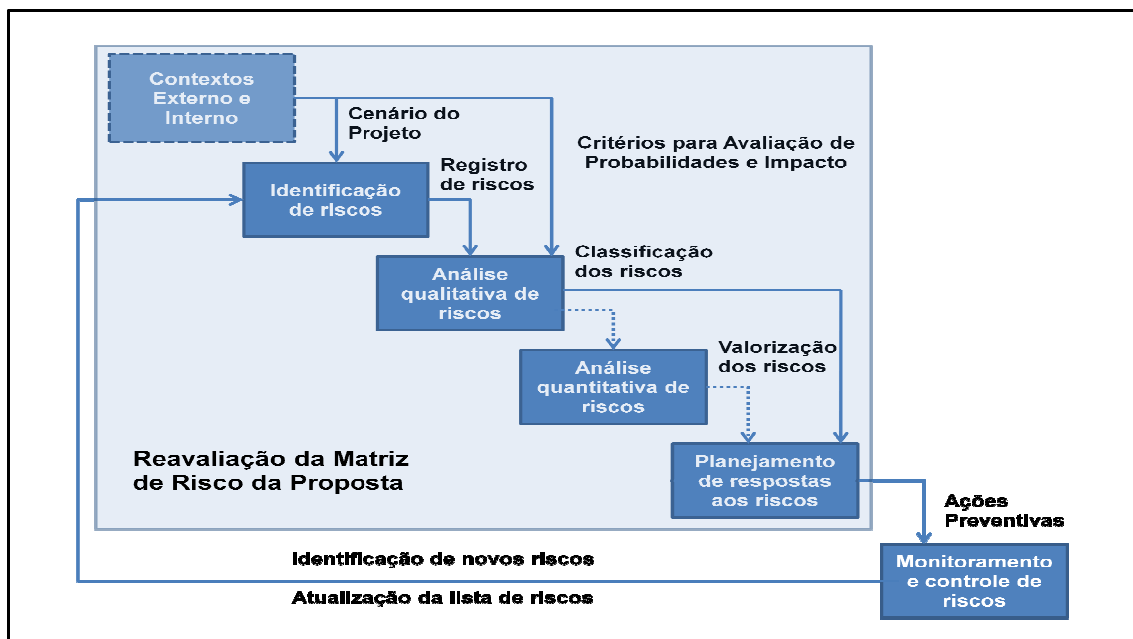 Contextos
Externo e
Interno
Cenário do
Projeto
Critérios para Avaliação de
Probabilidades e Impacto
Registro
de riscos
Identificação
de riscos
Classificação
dos riscos
Análise
qualitativa de
riscos
Valorização
dos riscos
Análise
quantitativa de
riscos
Reavaliação da Matriz
de Risco da Proposta
Planejamento
de respostas
aos riscos
Ações
Preventivas
Identificação de novos riscos
Atualização da lista de riscos
Monitoramento
e controle de
riscos